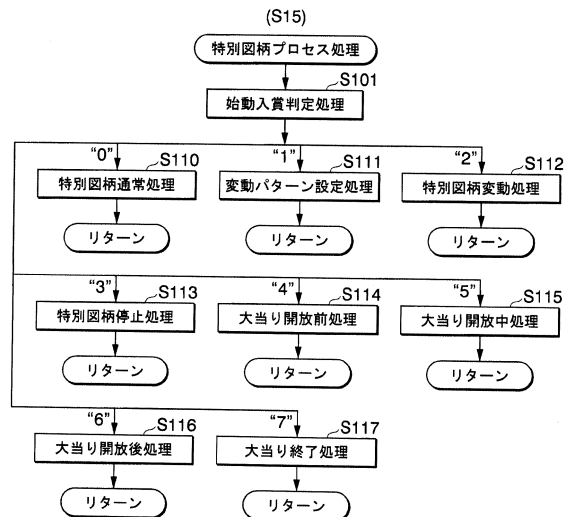 (S15)
特別図柄プロセス処理
S101
始動入賞判定処理
“0”
S110
特別図柄通常処理
リターン
“1”
S111
変動パターン設定処理
リターン
“2”
S112
特別図柄変動処理
リターン
“3”
S113
特別図柄停止処理
リターン
“4”
S114
大当り開放前処理
リターン
“5”
S115
大当り開放中処理
リターン
“6”
S116
大当り開放後処理
リターン
“7”
S117
大当り終了処理
リターン